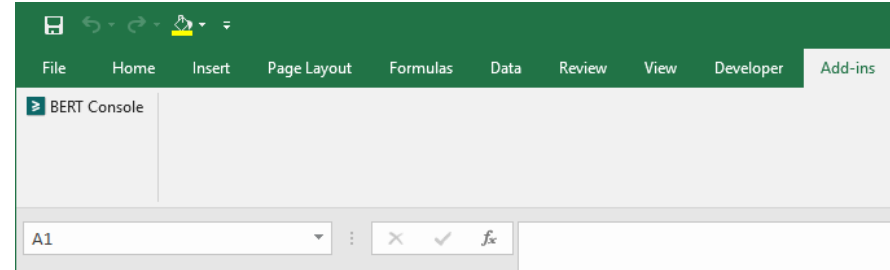 File Home Insert Page Layout Formulas Data Review View Developer Add-ins
BERT Console
A1 fx